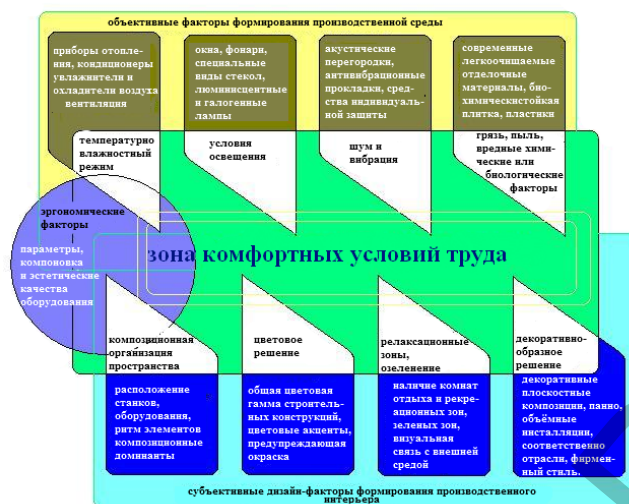 объективные факторы формирования производственной среды
приборы отопле-
ния, кондиционеры
увлажнители и
охладители воздуха
вентиляция
окна, фонари,
специальные
виды стекол,
люминисцентные
и галогенные
лампы
акустические
перегородки,
антивибрационные
прокладки, сред-
ства индивидуаль-
ной защиты
современные
легкоочищаемые
отделочные
материалы, био-
химическистойкая
плитка, пластики
температурно
влажностный
режим
условия
освещения
шум и
вибрация
грязь, пыль,
вредные хими-
ческие или
биологические
факторы
эргономические
факторы
параметры,
компоновка
и эстетические
качества
оборудования
зона комфортных условий труда
композиционная
организация
пространства
цветовое
решение
релаксационные
зоны,
озеленение
декоративно-
образное
решение
расположение
станков,
оборудования,
ритм элементов
композиционные
доминанты
общая цветовая
гамма строитель-
ных конструкций,
цветовые акценты,
предупреждающая
окраска
наличие комнат
отдыха и рекре-
ационных зон,
зеленых зон,
визуальная
связь с внешней
средой
декоративные
плоскостные
композиции, панно,
объёмные
инсталляции,
соответственно
отрасли, фирмен-
ный стиль.
субъективные дизайн-факторы формирования производственного
интерьера